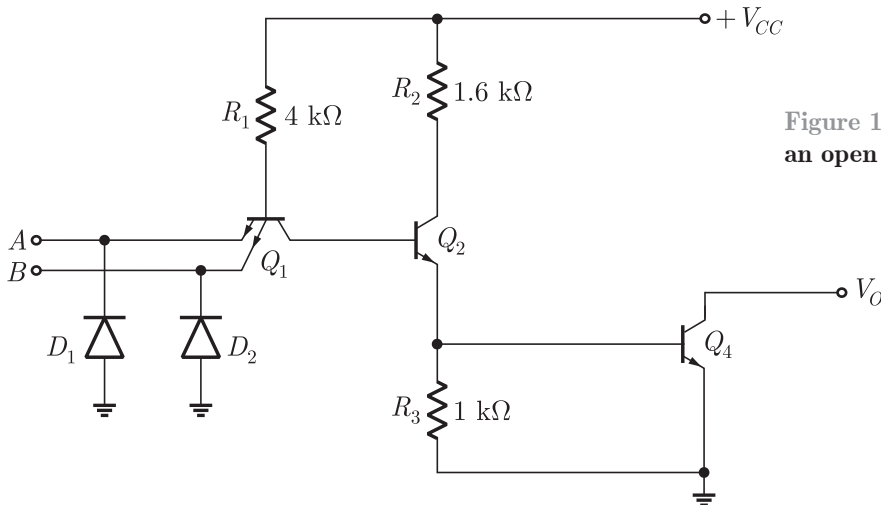 + V_CC
R_2 1.6 kΩ
R_1 4 kΩ
Figure 1
an open
A
B
Q_1
Q_2
V_O
D_1
D_2
Q_4
R_3 1 kΩ